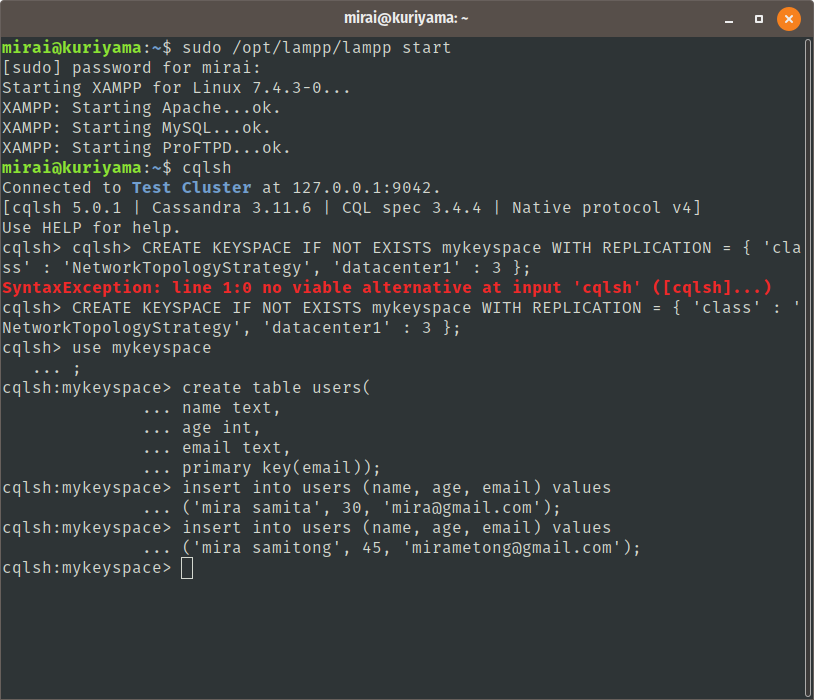 mirai@kuriyama: ~
mirai@kuriyama:~$ sudo /opt/lampp/lampp start
[sudo] password for mirai:
Starting XAMPP for Linux 7.4.3-0...
XAMPP: Starting Apache...ok.
XAMPP: Starting MySQL...ok.
XAMPP: Starting ProFTPD...ok.
mirai@kuriyama:~$ cqlsh
Connected to Test Cluster at 127.0.0.1:9042.
[cqlsh 5.0.1 | Cassandra 3.11.6 | CQL spec 3.4.4 | Native protocol v4]
Use HELP for help.
cqlsh> cqlsh> CREATE KEYSPACE IF NOT EXISTS mykeyspace WITH REPLICATION = { 'cla
ss' : 'NetworkTopologyStrategy', 'datacenter1' : 3 };
SyntaxException: line 1:0 no viable alternative at input 'cqlsh' ([cqlsh]...)
cqlsh> CREATE KEYSPACE IF NOT EXISTS mykeyspace WITH REPLICATION = { 'class' : '
NetworkTopologyStrategy', 'datacenter1' : 3 };
cqlsh> use mykeyspace
   ... ;
cqlsh:mykeyspace> create table users(
              ... name text,
              ... age int,
              ... email text,
              ... primary key(email));
cqlsh:mykeyspace> insert into users (name, age, email) values
              ... ('mira samita', 30, 'mira@gmail.com');
cqlsh:mykeyspace> insert into users (name, age, email) values
              ... ('mira samitong', 45, 'mirametong@gmail.com');
cqlsh:mykeyspace>